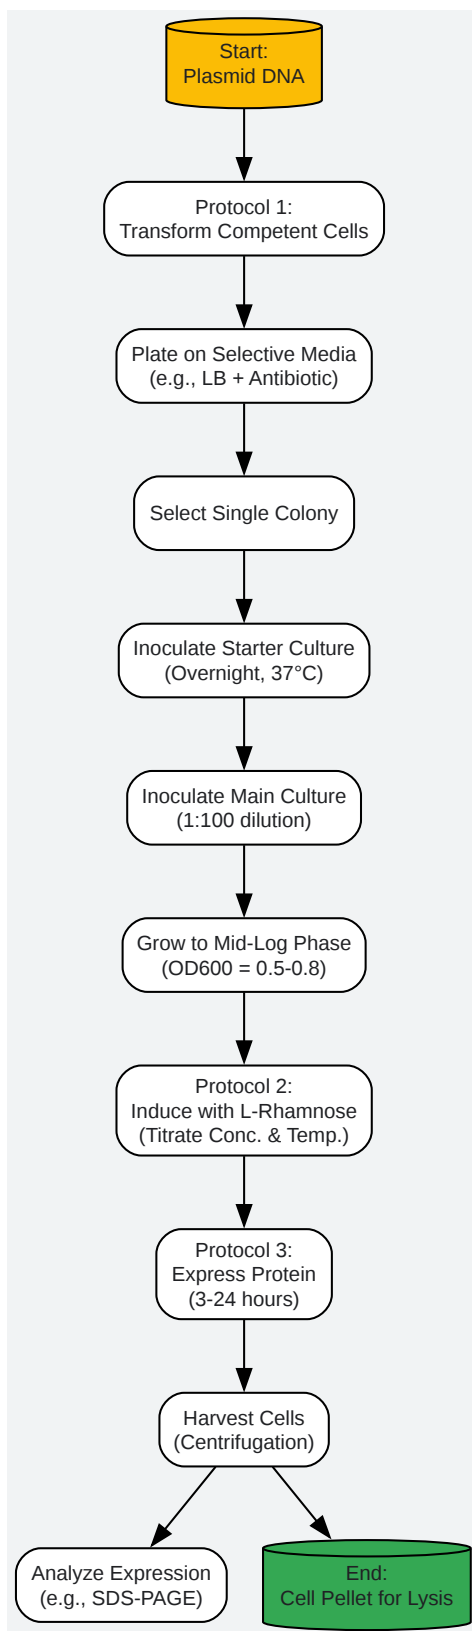 Start:
Plasmid DNA
Protocol 1:
Transform Competent Cells
Plate on Selective Media
(e.g., LB + Antibiotic)
Select Single Colony
Inoculate Starter Culture
(Overnight, 37°C)
Inoculate Main Culture
(1:100 dilution)
Grow to Mid-Log Phase
(OD600 = 0.5-0.8)
Protocol 2:
Induce with L-Rhamnose
(Titrate Conc. & Temp.)
Protocol 3:
Express Protein
(3-24 hours)
Harvest Cells
(Centrifugation)
Analyze Expression
(e.g., SDS-PAGE)
End:
Cell Pellet for Lysis